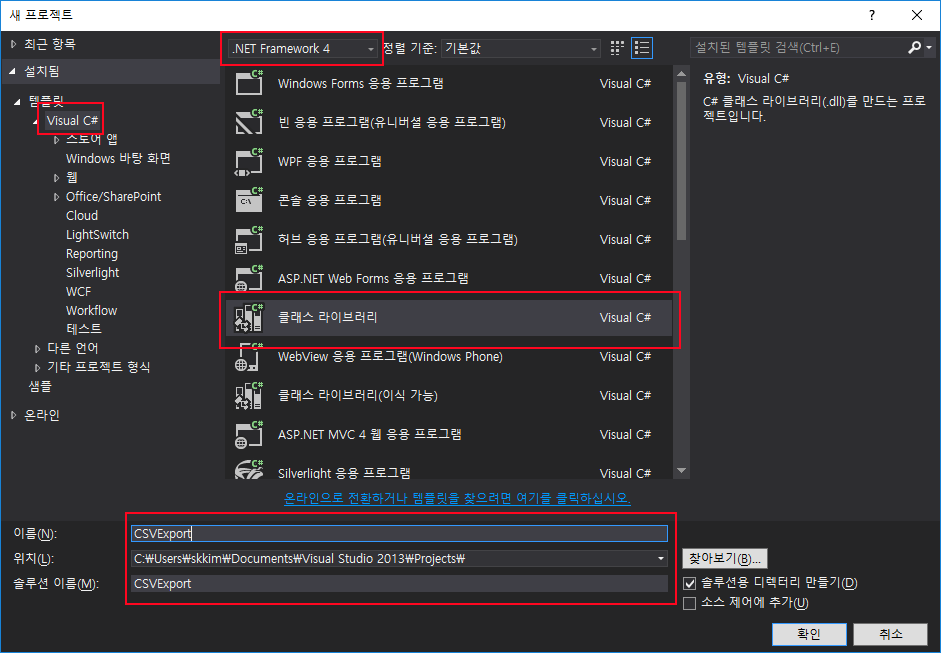 새 프로젝트
?
최근 항목
.NET Framework 4
정렬 기준:
기본값
설치된 템플릿 검색(Ctrl+E)
설치됨
템플릿
Visual C#
스토어 앱
Windows 바탕 화면
웹
Office/SharePoint
Cloud
LightSwitch
Reporting
Silverlight
WCF
Workflow
테스트
다른 언어
기타 프로젝트 형식
샘플
온라인
Windows Forms 응용 프로그램 Visual C#
빈 응용 프로그램(유니버설 응용 프로그램) Visual C#
WPF 응용 프로그램 Visual C#
콘솔 응용 프로그램 Visual C#
허브 응용 프로그램(유니버설 응용 프로그램) Visual C#
ASP.NET Web Forms 응용 프로그램 Visual C#
클래스 라이브러리 Visual C#
WebView 응용 프로그램(Windows Phone) Visual C#
클래스 라이브러리(이식 가능) Visual C#
ASP.NET MVC 4 웹 응용 프로그램 Visual C#
Silverlight 응용 프로그램 Visual C#
온라인으로 전환하거나 템플릿을 찾으려면 여기를 클릭하십시오.
유형: Visual C#
C# 클래스 라이브러리(.dll)를 만드는 프로
젝트입니다.
이름(N): CSVExport
위치(L): C:₩Users₩skkim₩Documents₩Visual Studio 2013₩Projects₩
찾아보기(B)...
솔루션 이름(M): CSVExport
솔루션용 디렉터리 만들기(D)
소스 제어에 추가(U)
확인
취소